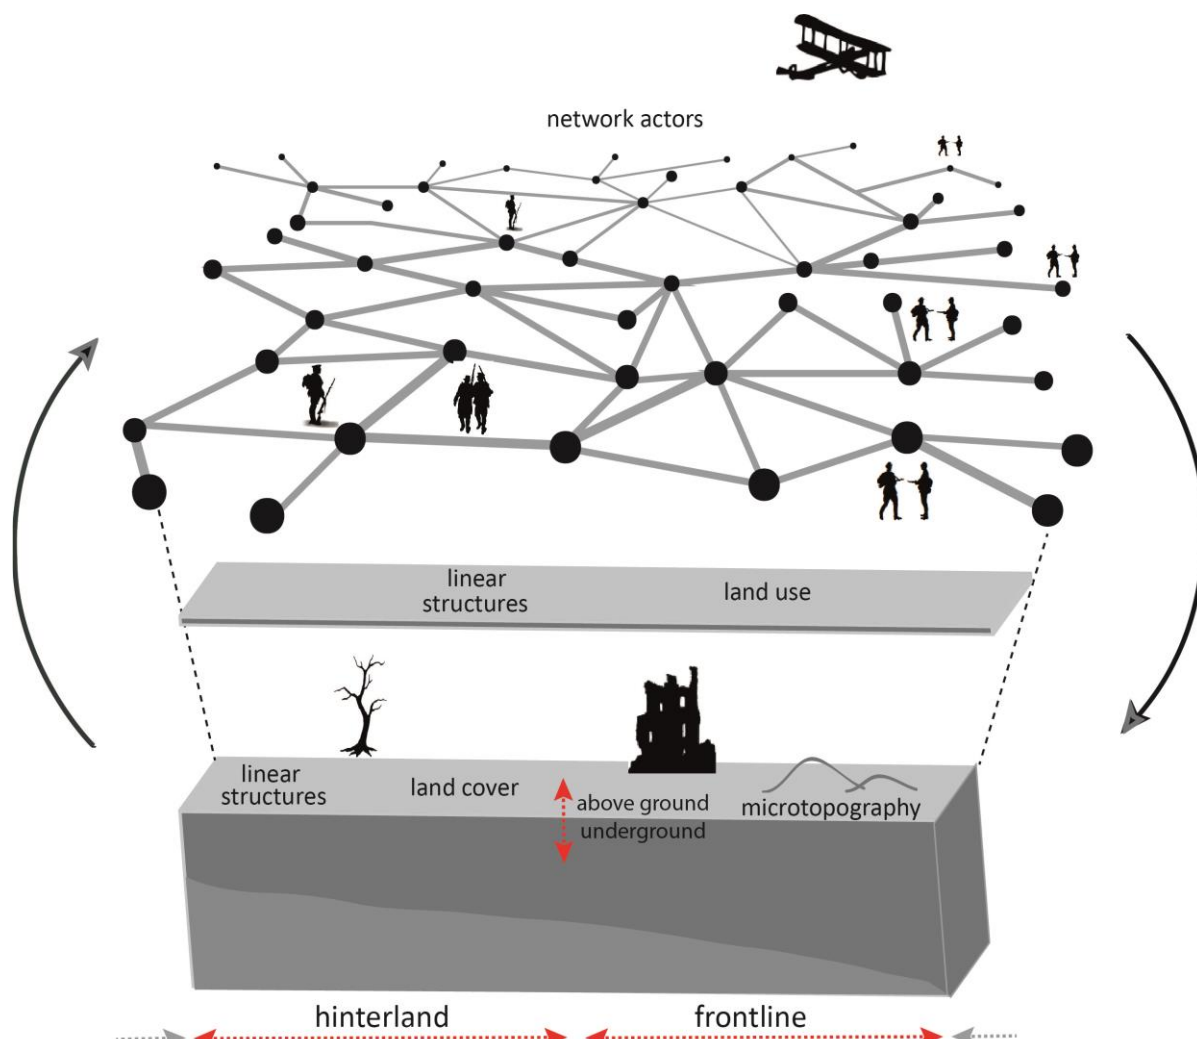 network actors
linear
structures
land use
linear
structures
land cover
above ground
underground
microtopography
hinterland
frontline